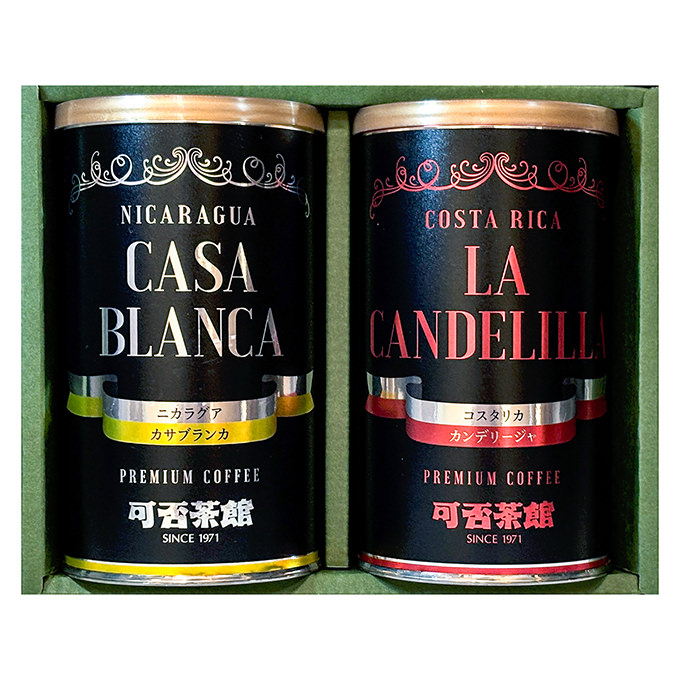 NICARAGUA
CASA
BLANCA
ニカラグア
カサブランカ
PREMIUM COFFEE
可否茶館
SINCE 1971
COSTA RICA
LA
CANDELILLA
コスタリカ
カンデリージャ
PREMIUM COFFEE
可否茶館
SINCE 1971